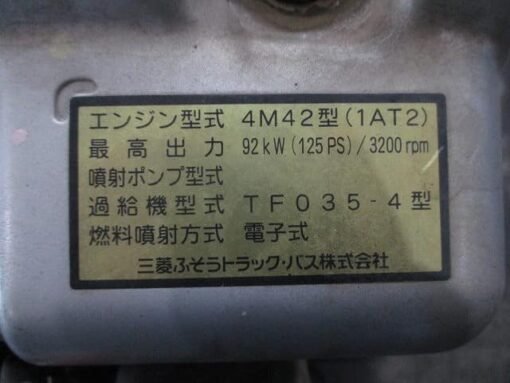 エンジン型式 4M42型(1AT2)
最高出力 92kW(125PS)/3200rpm
噴射ポンプ型式
過給機型式 TF035-4型
燃料噴射方式 電子式
三菱ふそうトラック・バス株式会社